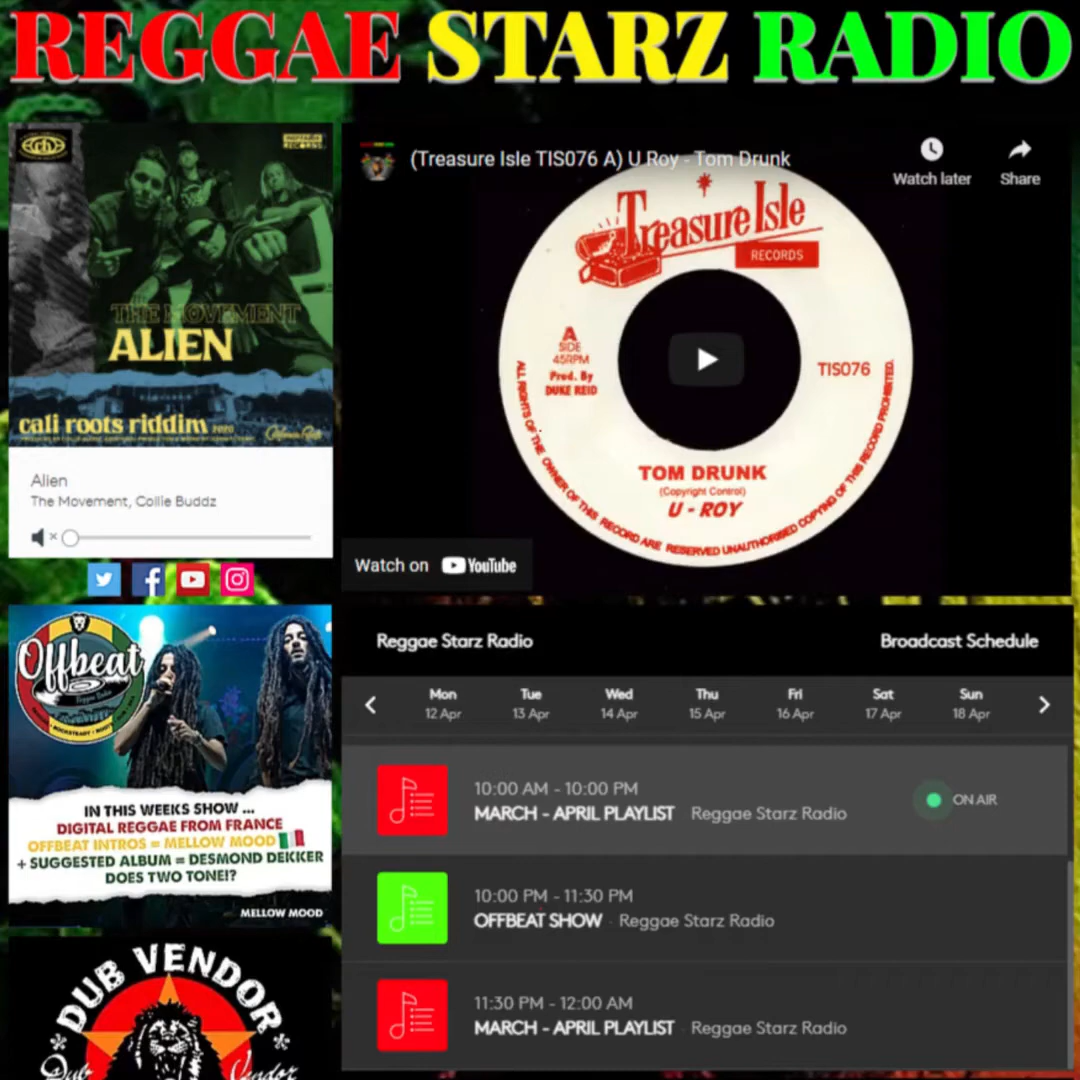 REGGAE STARZ RADIO
THE MOVEMENT
ALIEN
cali roots riddim 2020
Alien
The Movement, Collie Buddz
(Treasure Isle TIS076 A) U Roy - Tom Drunk
Watch later
Share
Treasure Isle
RECORDS
A
SIDE
45RPM
Prod. By
DUKE REID
TIS076
ALL RIGHTS OF THE OWNER OF THIS RECORD ARE RESERVED UNAUTHORISED COPYING OF THIS RECORD PROHIBITED.
TOM DRUNK
(Copyright Control)
U - ROY
Watch on YouTube
Offbeat
IN THIS WEEKS SHOW ...
DIGITAL REGGAE FROM FRANCE
OFFBEAT INTROS = MELLOW MOOD
+ SUGGESTED ALBUM = DESMOND DEKKER
DOES TWO TONE!?
MELLOW MOOD
DUB VENDOR
Dub Vendor
Reggae Starz Radio
Broadcast Schedule
Mon Tue Wed Thu Fri Sat Sun
12 Apr 13 Apr 14 Apr 15 Apr 16 Apr 17 Apr 18 Apr
10:00 AM - 10:00 PM
MARCH - APRIL PLAYLIST Reggae Starz Radio
ON AIR
10:00 PM - 11:30 PM
OFFBEAT SHOW · Reggae Starz Radio
11:30 PM - 12:00 AM
MARCH - APRIL PLAYLIST · Reggae Starz Radio